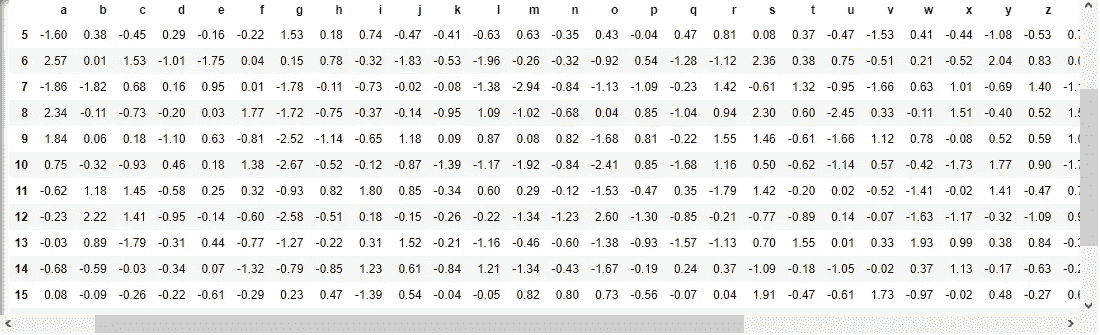 a b c d e f g h i j k l m n o p q r s t u v w x y z
5 -1.60 0.38 -0.45 0.29 -0.16 -0.22 1.53 0.18 0.74 -0.47 -0.41 -0.63 0.63 -0.35 0.43 -0.04 0.47 0.81 0.08 0.37 -0.47 -1.53 0.41 -0.44 -1.08 -0.53
6 2.57 0.01 1.53 -1.01 -1.75 0.04 0.15 0.78 -0.32 -1.83 -0.53 -1.96 -0.26 -0.32 -0.92 0.54 -1.28 -1.12 2.36 0.38 0.75 -0.51 0.21 -0.52 2.04 0.83
7 -1.86 -1.82 0.68 0.16 0.95 0.01 -1.78 -0.11 -0.73 -0.02 -0.08 -1.38 -2.94 -0.84 -1.13 -1.09 -0.23 1.42 -0.61 1.32 -0.95 -1.66 0.63 1.01 -0.69 1.40
8 2.34 -0.11 -0.73 -0.20 0.03 1.77 -1.72 -0.75 -0.37 -0.14 -0.95 1.09 -1.02 -0.68 0.04 0.85 -1.04 0.94 2.30 0.60 -2.45 0.33 -0.11 1.51 -0.40 0.52
9 1.84 0.06 0.18 -1.10 0.63 -0.81 -2.52 -1.14 -0.65 1.18 0.09 0.87 0.08 0.82 -1.68 0.81 -0.22 1.55 1.46 -0.61 -1.66 1.12 0.78 -0.08 0.52 0.59
10 0.75 -0.32 -0.93 0.46 0.18 1.38 -2.67 -0.52 -0.12 -0.87 -1.39 -1.17 -1.92 -0.84 -2.41 0.85 -1.68 1.16 0.50 -0.62 -1.14 0.57 -0.42 -1.73 1.77 0.90
11 -0.62 1.18 1.45 -0.58 0.25 0.32 -0.93 0.82 1.80 0.85 -0.34 0.60 0.29 -0.12 -1.53 -0.47 0.35 -1.79 1.42 -0.20 0.02 -0.52 -1.41 -0.02 1.41 -0.47
12 -0.23 2.22 1.41 -0.95 -0.14 -0.60 -2.58 -0.51 0.18 -0.15 -0.26 -0.22 -1.34 -1.23 2.60 -1.30 -0.85 -0.21 -0.77 -0.89 0.14 -0.07 -1.63 -1.17 -0.32 -1.09
13 -0.03 0.89 -1.79 -0.31 0.44 -0.77 -1.27 -0.22 0.31 1.52 -0.21 -1.16 -0.46 -0.60 -1.38 -0.93 -1.57 -1.13 0.70 1.55 0.01 0.33 1.93 0.99 0.38 0.84
14 -0.68 -0.59 -0.03 -0.34 0.07 -1.32 -0.79 -0.85 1.23 0.61 -0.84 1.21 -1.34 -0.43 -1.67 -0.19 0.24 0.37 -1.09 -0.18 -1.05 -0.02 0.37 1.13 -0.17 -0.63
15 0.08 -0.09 -0.26 -0.22 -0.61 -0.29 0.23 0.47 -1.39 0.54 -0.04 -0.05 0.82 0.80 0.73 -0.56 -0.07 0.04 1.91 -0.47 -0.61 1.73 -0.97 -0.02 0.48 -0.27